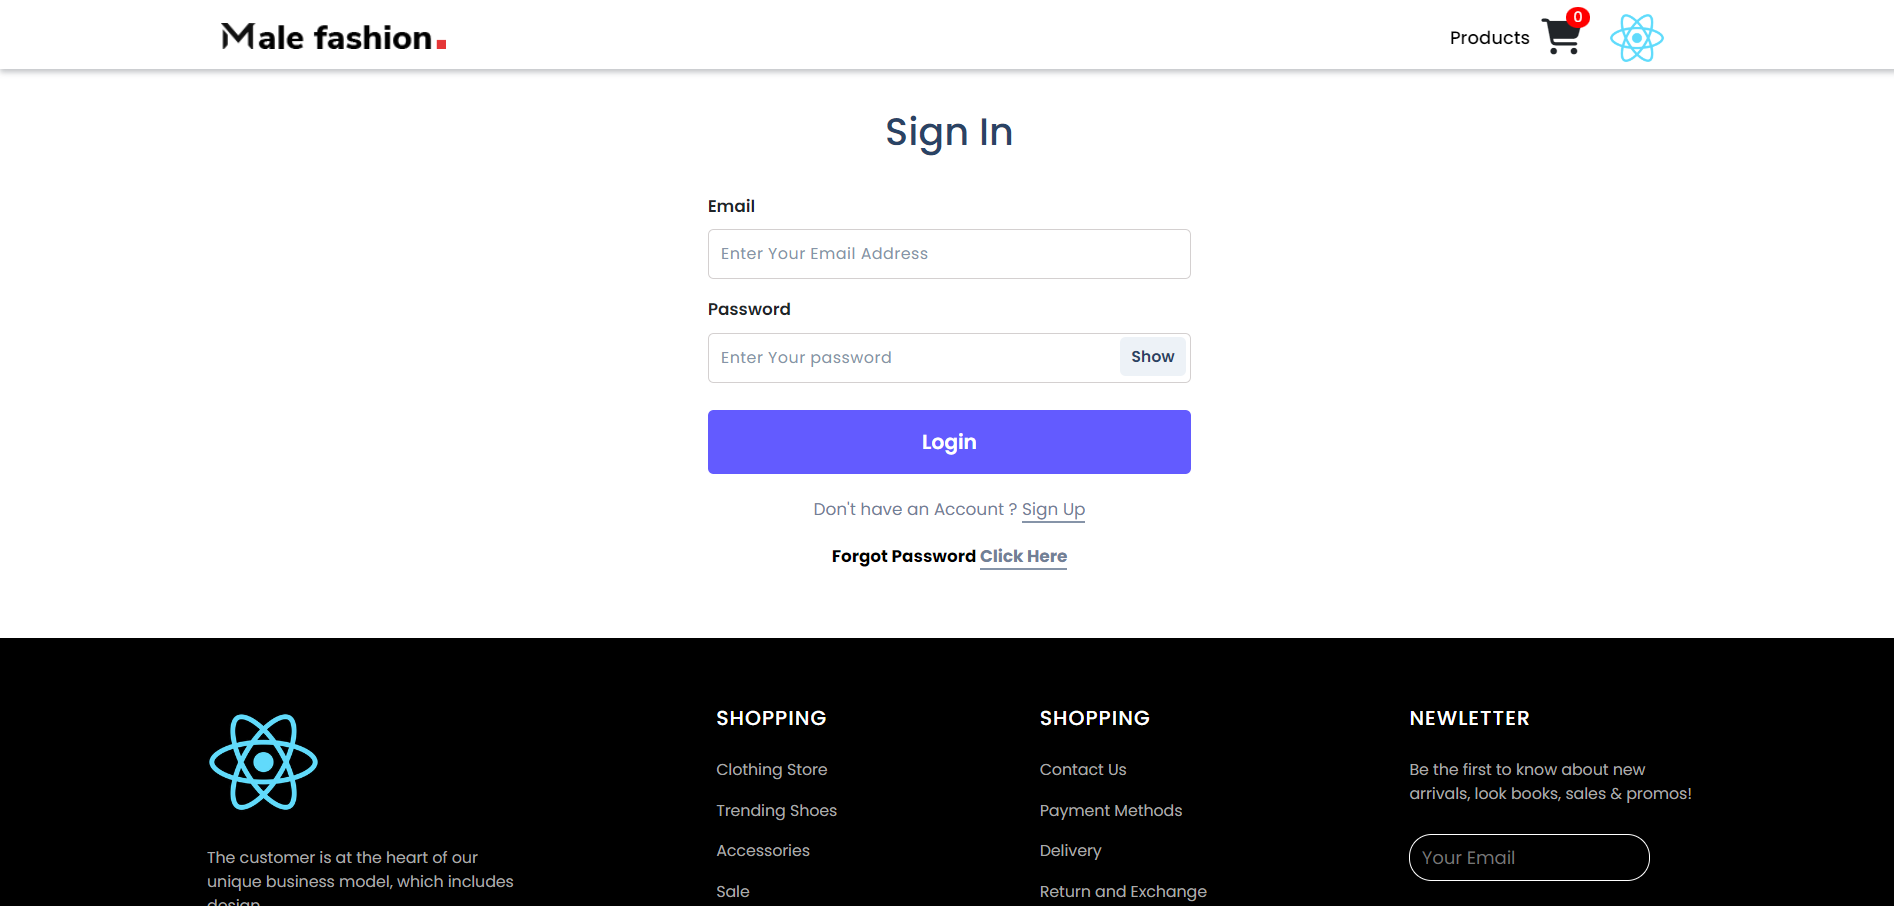 Male fashion.
Products
0
Sign In
Email
Enter Your Email Address
Password
Enter Your password
Show
Login
Don't have an Account ? Sign Up
Forgot Password Click Here
The customer is at the heart of our
unique business model, which includes
design
SHOPPING
Clothing Store
Trending Shoes
Accessories
Sale
SHOPPING
Contact Us
Payment Methods
Delivery
Return and Exchange
NEWLETTER
Be the first to know about new
arrivals, look books, sales & promos!
Your Email